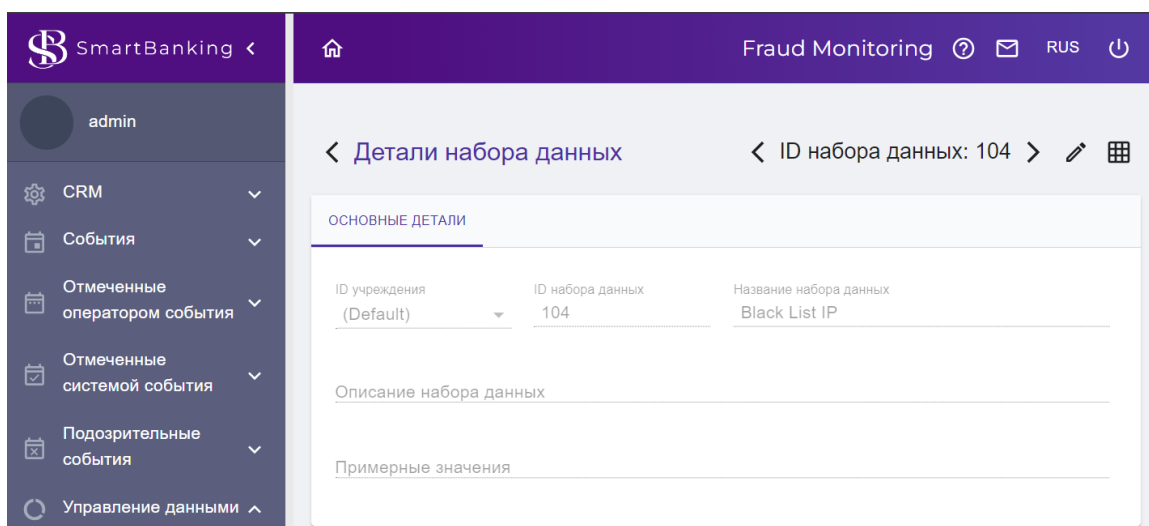 SmartBanking
Fraud Monitoring
RUS
admin
Детали набора данных
ID набора данных: 104
CRM
События
Отмеченные
оператором события
Отмеченные
системой события
Подозрительные
события
Управление данными
ОСНОВНЫЕ ДЕТАЛИ
ID учреждения
(Default)
ID набора данных
104
Название набора данных
Black List IP
Описание набора данных
Примерные значения